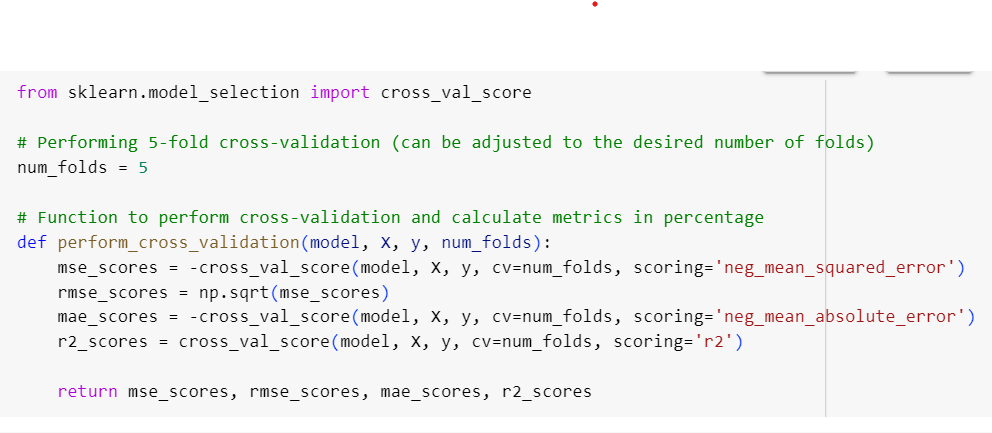 from sklearn.model_selection import cross_val_score
# Performing 5-fold cross-validation (can be adjusted to the desired number of folds)
num_folds = 5
# Function to perform cross-validation and calculate metrics in percentage
def perform_cross_validation(model, X, y, num_folds):
    mse_scores = -cross_val_score(model, X, y, cv=num_folds, scoring='neg_mean_squared_error')
    rmse_scores = np.sqrt(mse_scores)
    mae_scores = -cross_val_score(model, X, y, cv=num_folds, scoring='neg_mean_absolute_error')
    r2_scores = cross_val_score(model, X, y, cv=num_folds, scoring='r2')
    return mse_scores, rmse_scores, mae_scores, r2_scores